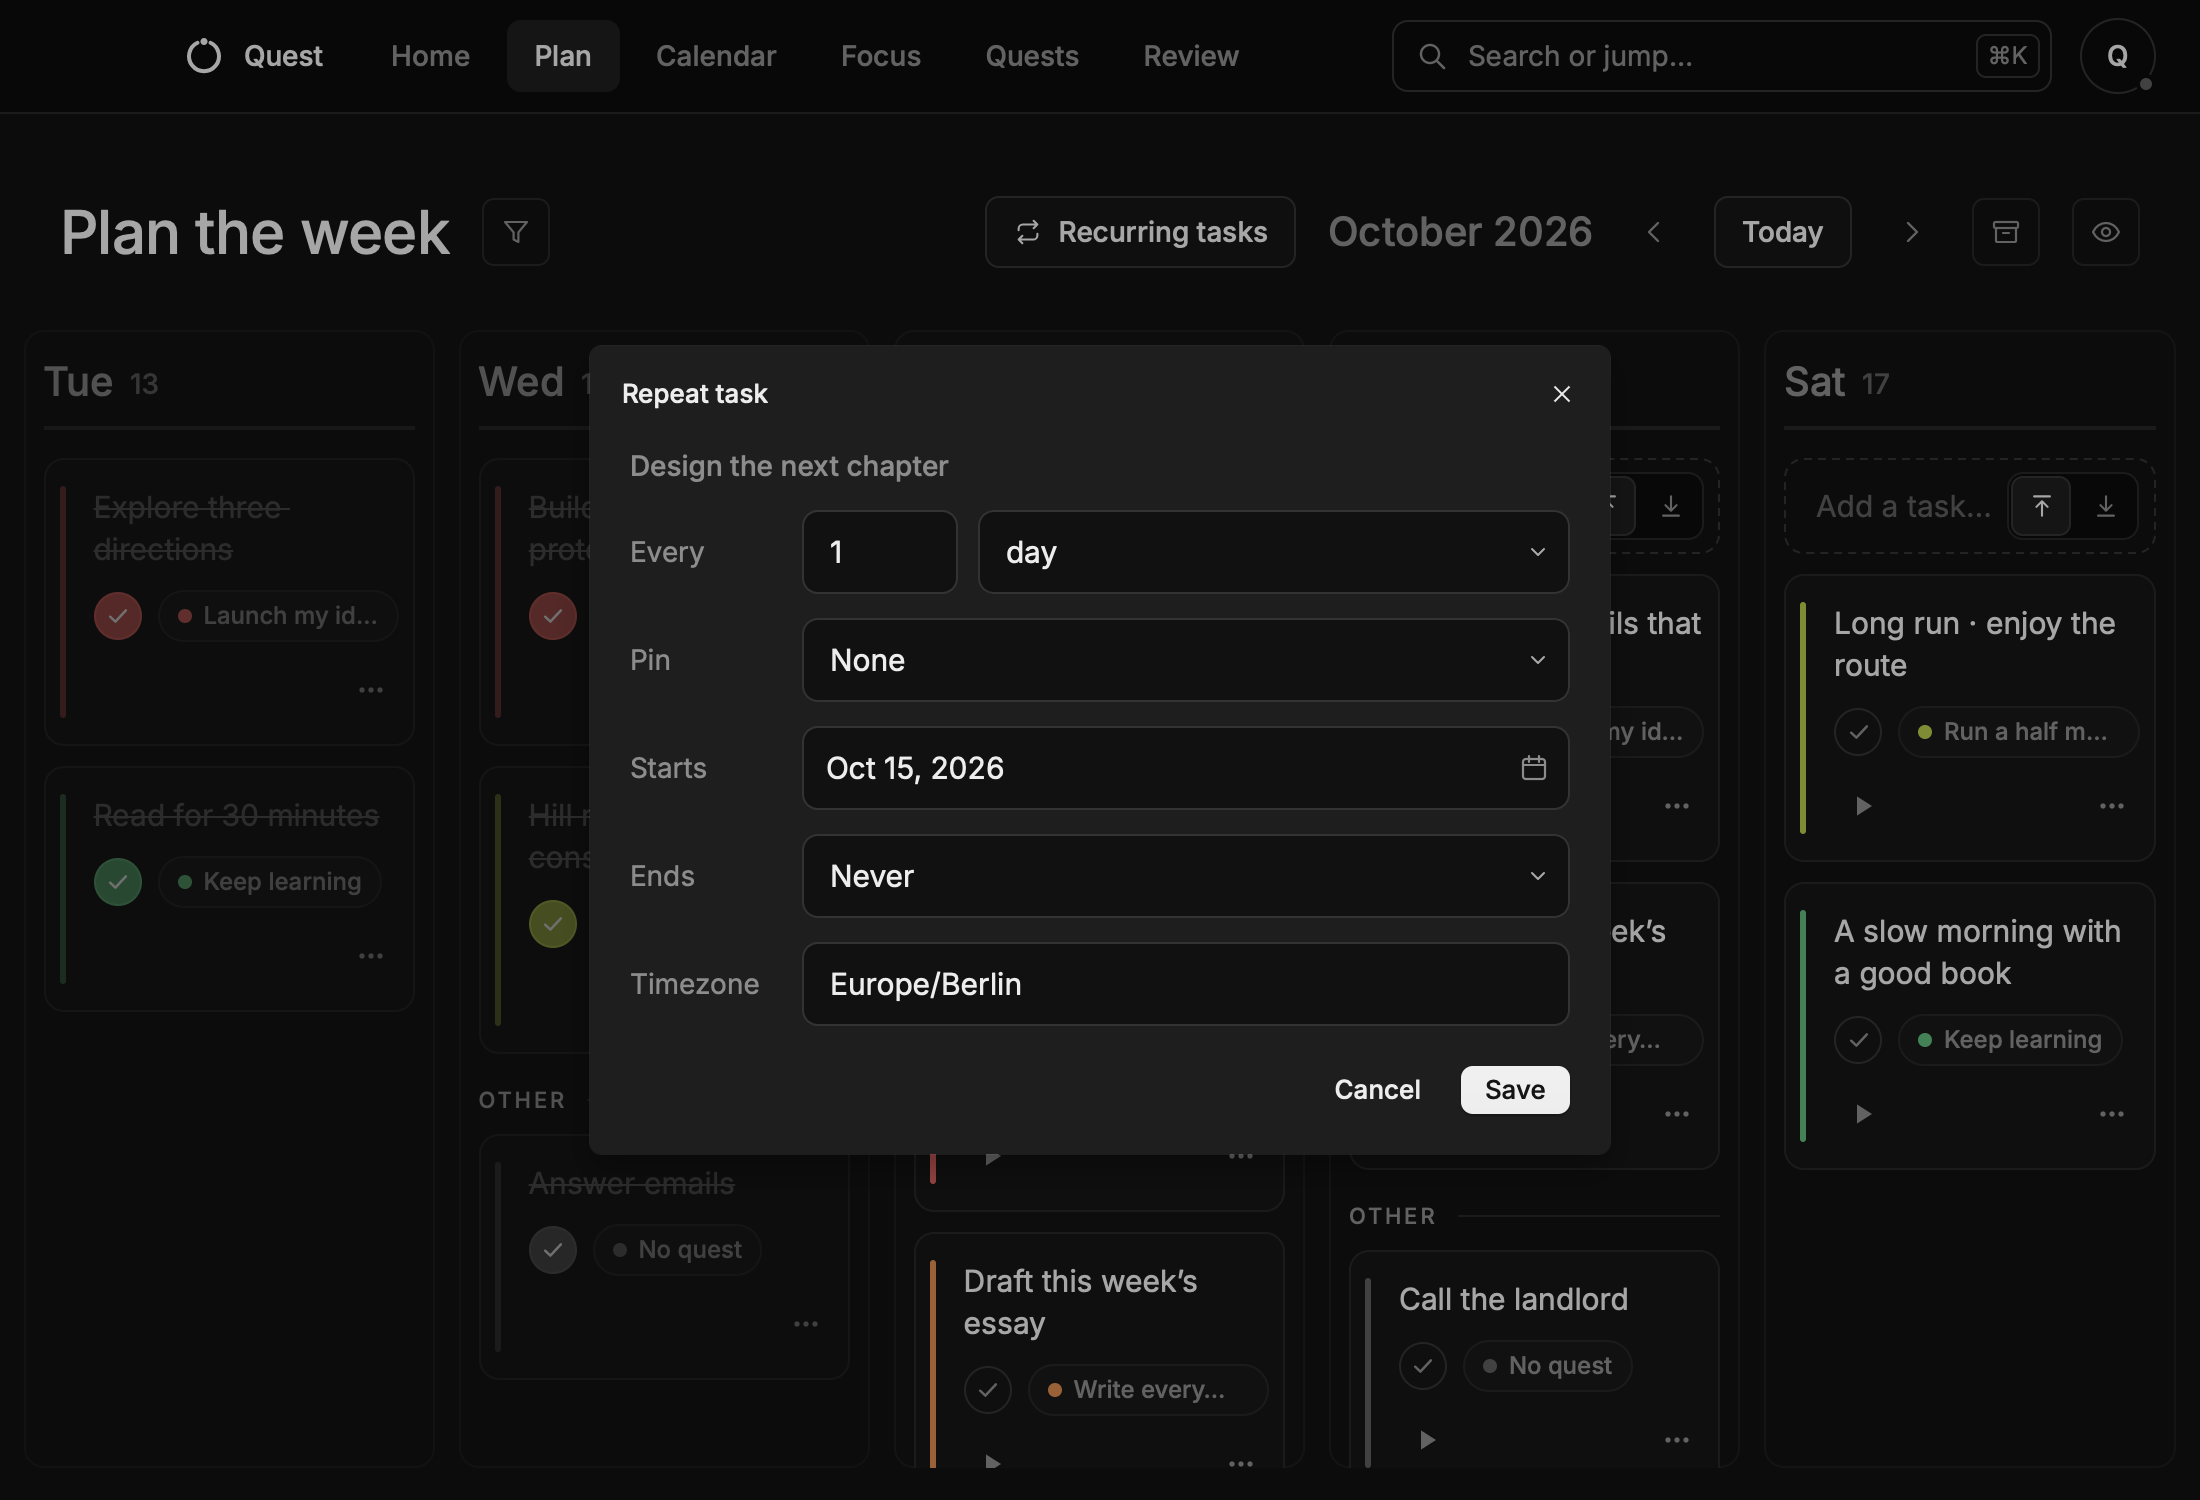 Quest
Home
Plan
Calendar
Focus
Quests
Review
Search or jump...
⌘K
Q
Plan the week
Recurring tasks
October 2026
Today
Tue 13
Explore three
directions
Launch my id...
Read for 30 minutes
Keep learning
Wed
OTHER
Answer emails
No quest
Repeat task
Design the next chapter
Every
1
day
Pin
None
Starts
Oct 15, 2026
Ends
Never
Timezone
Europe/Berlin
Cancel
Save
Draft this week’s
essay
Write every...
that
my id...
OTHER
Call the landlord
No quest
Sat 17
Add a task...
Long run · enjoy the
route
Run a half m...
A slow morning with
a good book
Keep learning